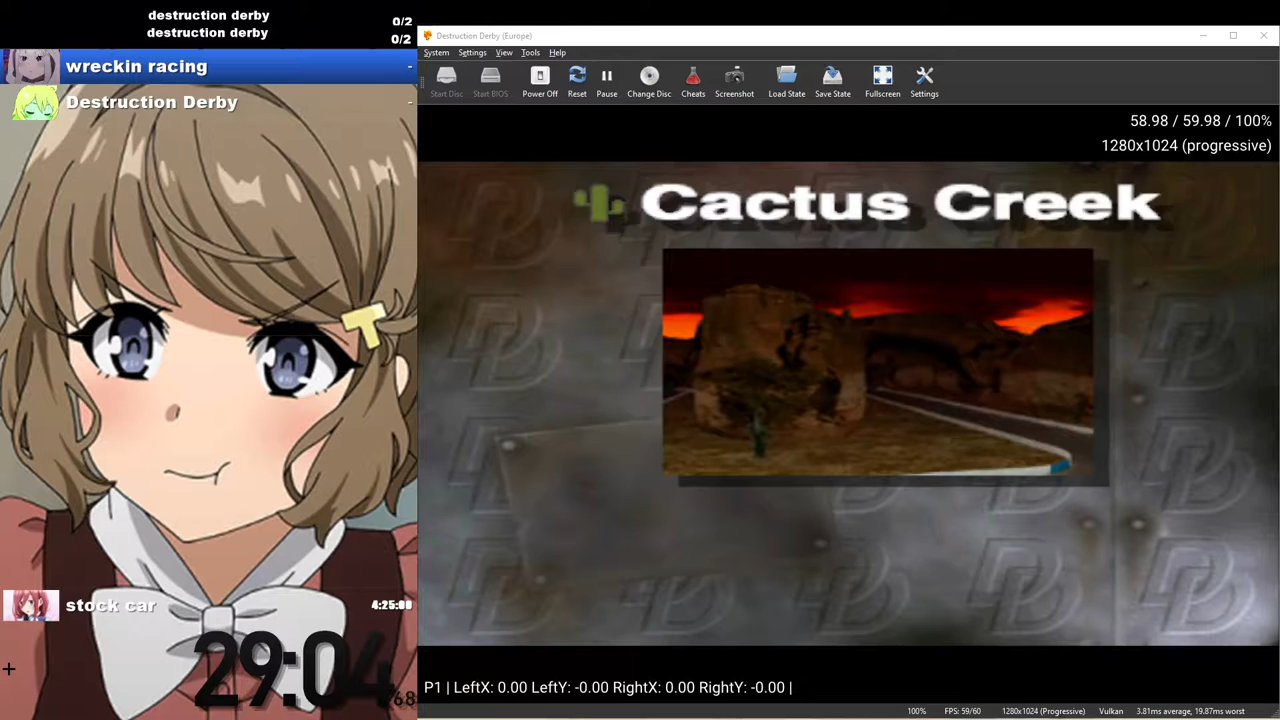 destruction derby
0/2
destruction derby
0/2
wreckin racing
-
Destruction Derby
-
stock car
4:25:00
29:04
68
Destruction Derby (Europe)
System Settings View Tools Help
Start Disc Start BIOS Power Off Reset Pause Change Disc Cheats Screenshot Load State Save State Fullscreen Settings
58.98 / 59.98 / 100%
1280x1024 (progressive)
Cactus Creek
P1 | LeftX: 0.00 LeftY: -0.00 RightX: 0.00 RightY: -0.00 |
100% FPS: 59/60 1280x1024 (Progressive) Vulkan 3.81ms average, 19.87ms worst
T